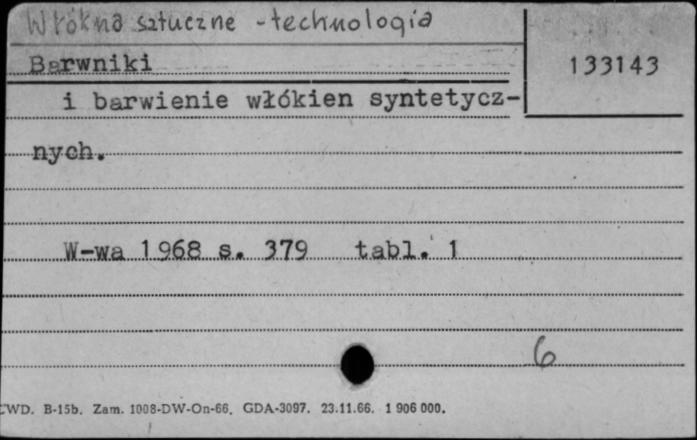 Włókna sztuczne - technologia
Barwniki
133143
i barwienie włókien syntetycz-
nych.
W-wa 1968 s. 379 tabl. 1
6
CWD. B-15b. Zam. 1008-DW-On-66. GDA-3097. 23.11.66. 1 906 000.